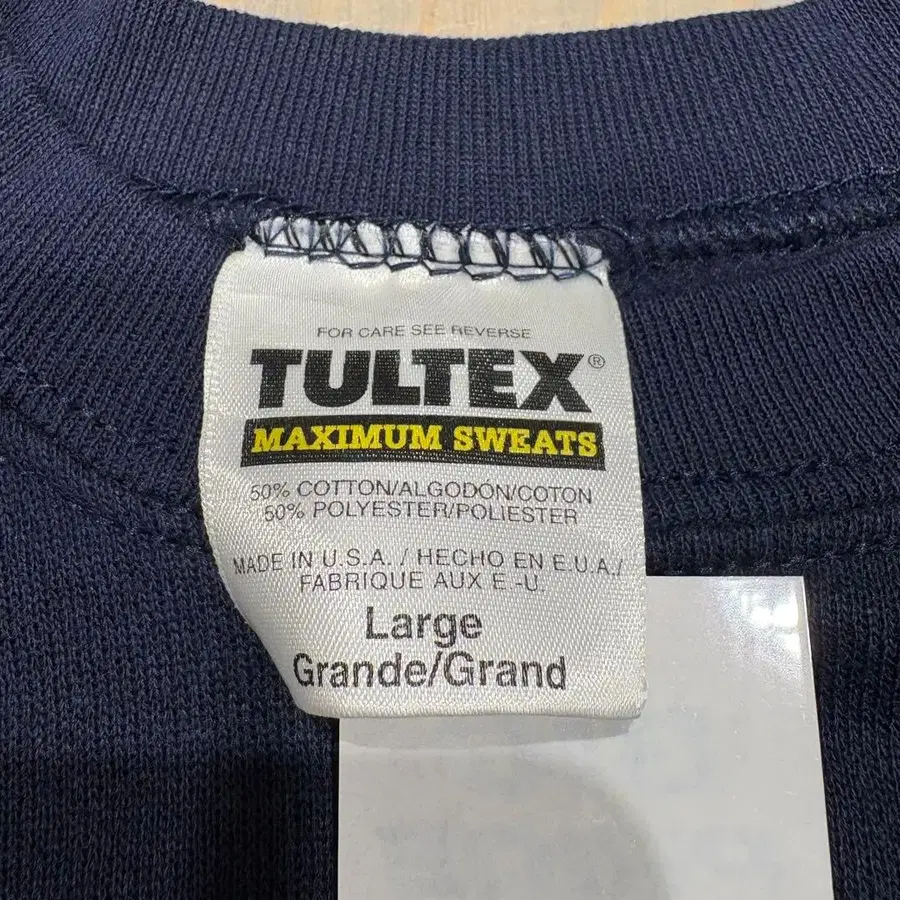 FOR CARE SEE REVERSE
TULTEX®
MAXIMUM SWEATS
50% COTTON/ALGODÓN/COTON
50% POLYESTER/POLIESTER
MADE IN U.S.A. / HECHO EN E.U.A./
FABRIQUE AUX E.-U.
Large
Grande/Grand